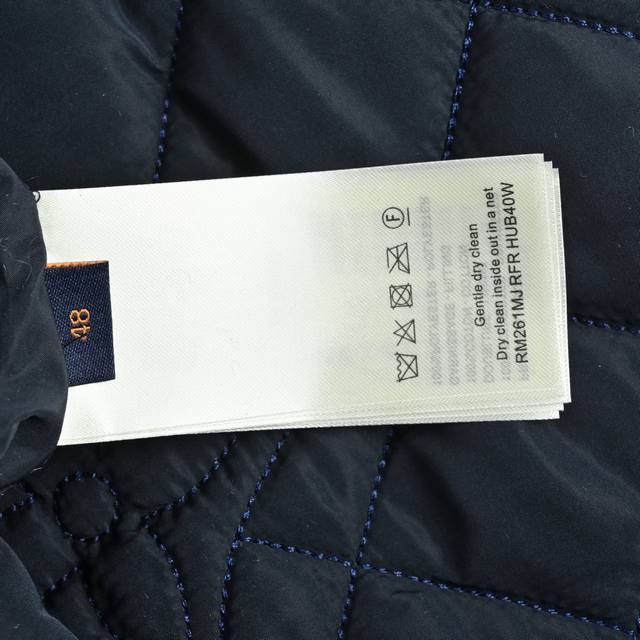 F
Gentle dry clean
Dry clean inside out in a net
RM261MJ RFR HUB40W
48